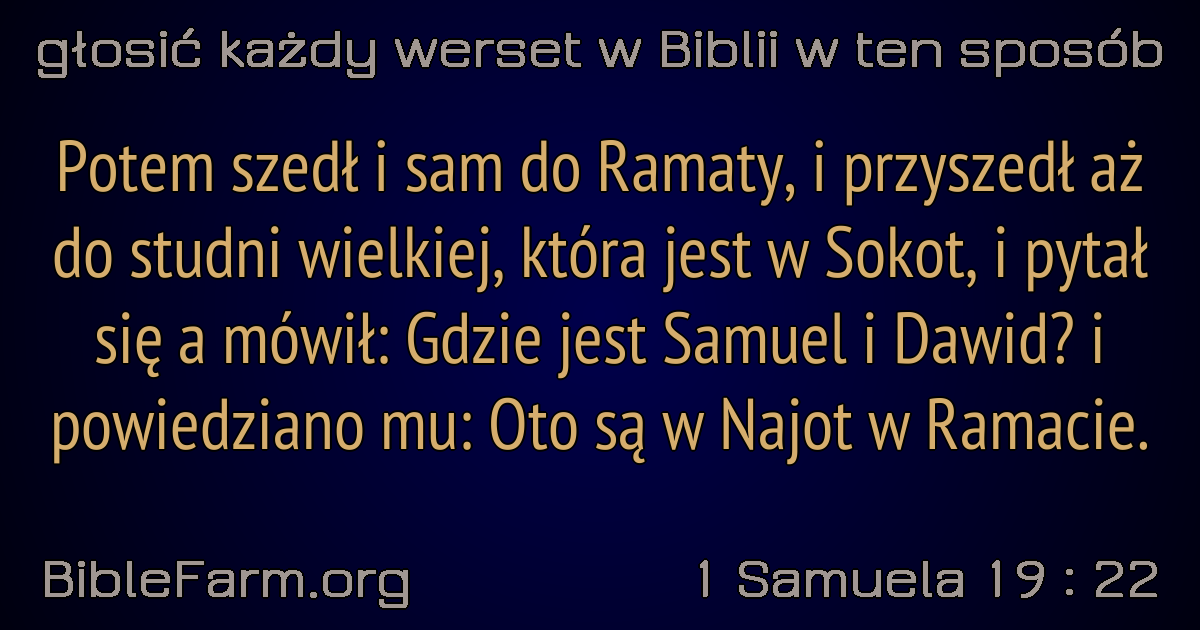 głosić każdy werset w Biblii w ten sposób
Potem szedł i sam do Ramaty, i przyszedł aż
do studni wielkiej, która jest w Sokot, i pytał
się a mówił: Gdzie jest Samuel i Dawid? i
powiedziano mu: Oto są w Najot w Ramacie.
BibleFarm.org
1 Samuela 19 : 22